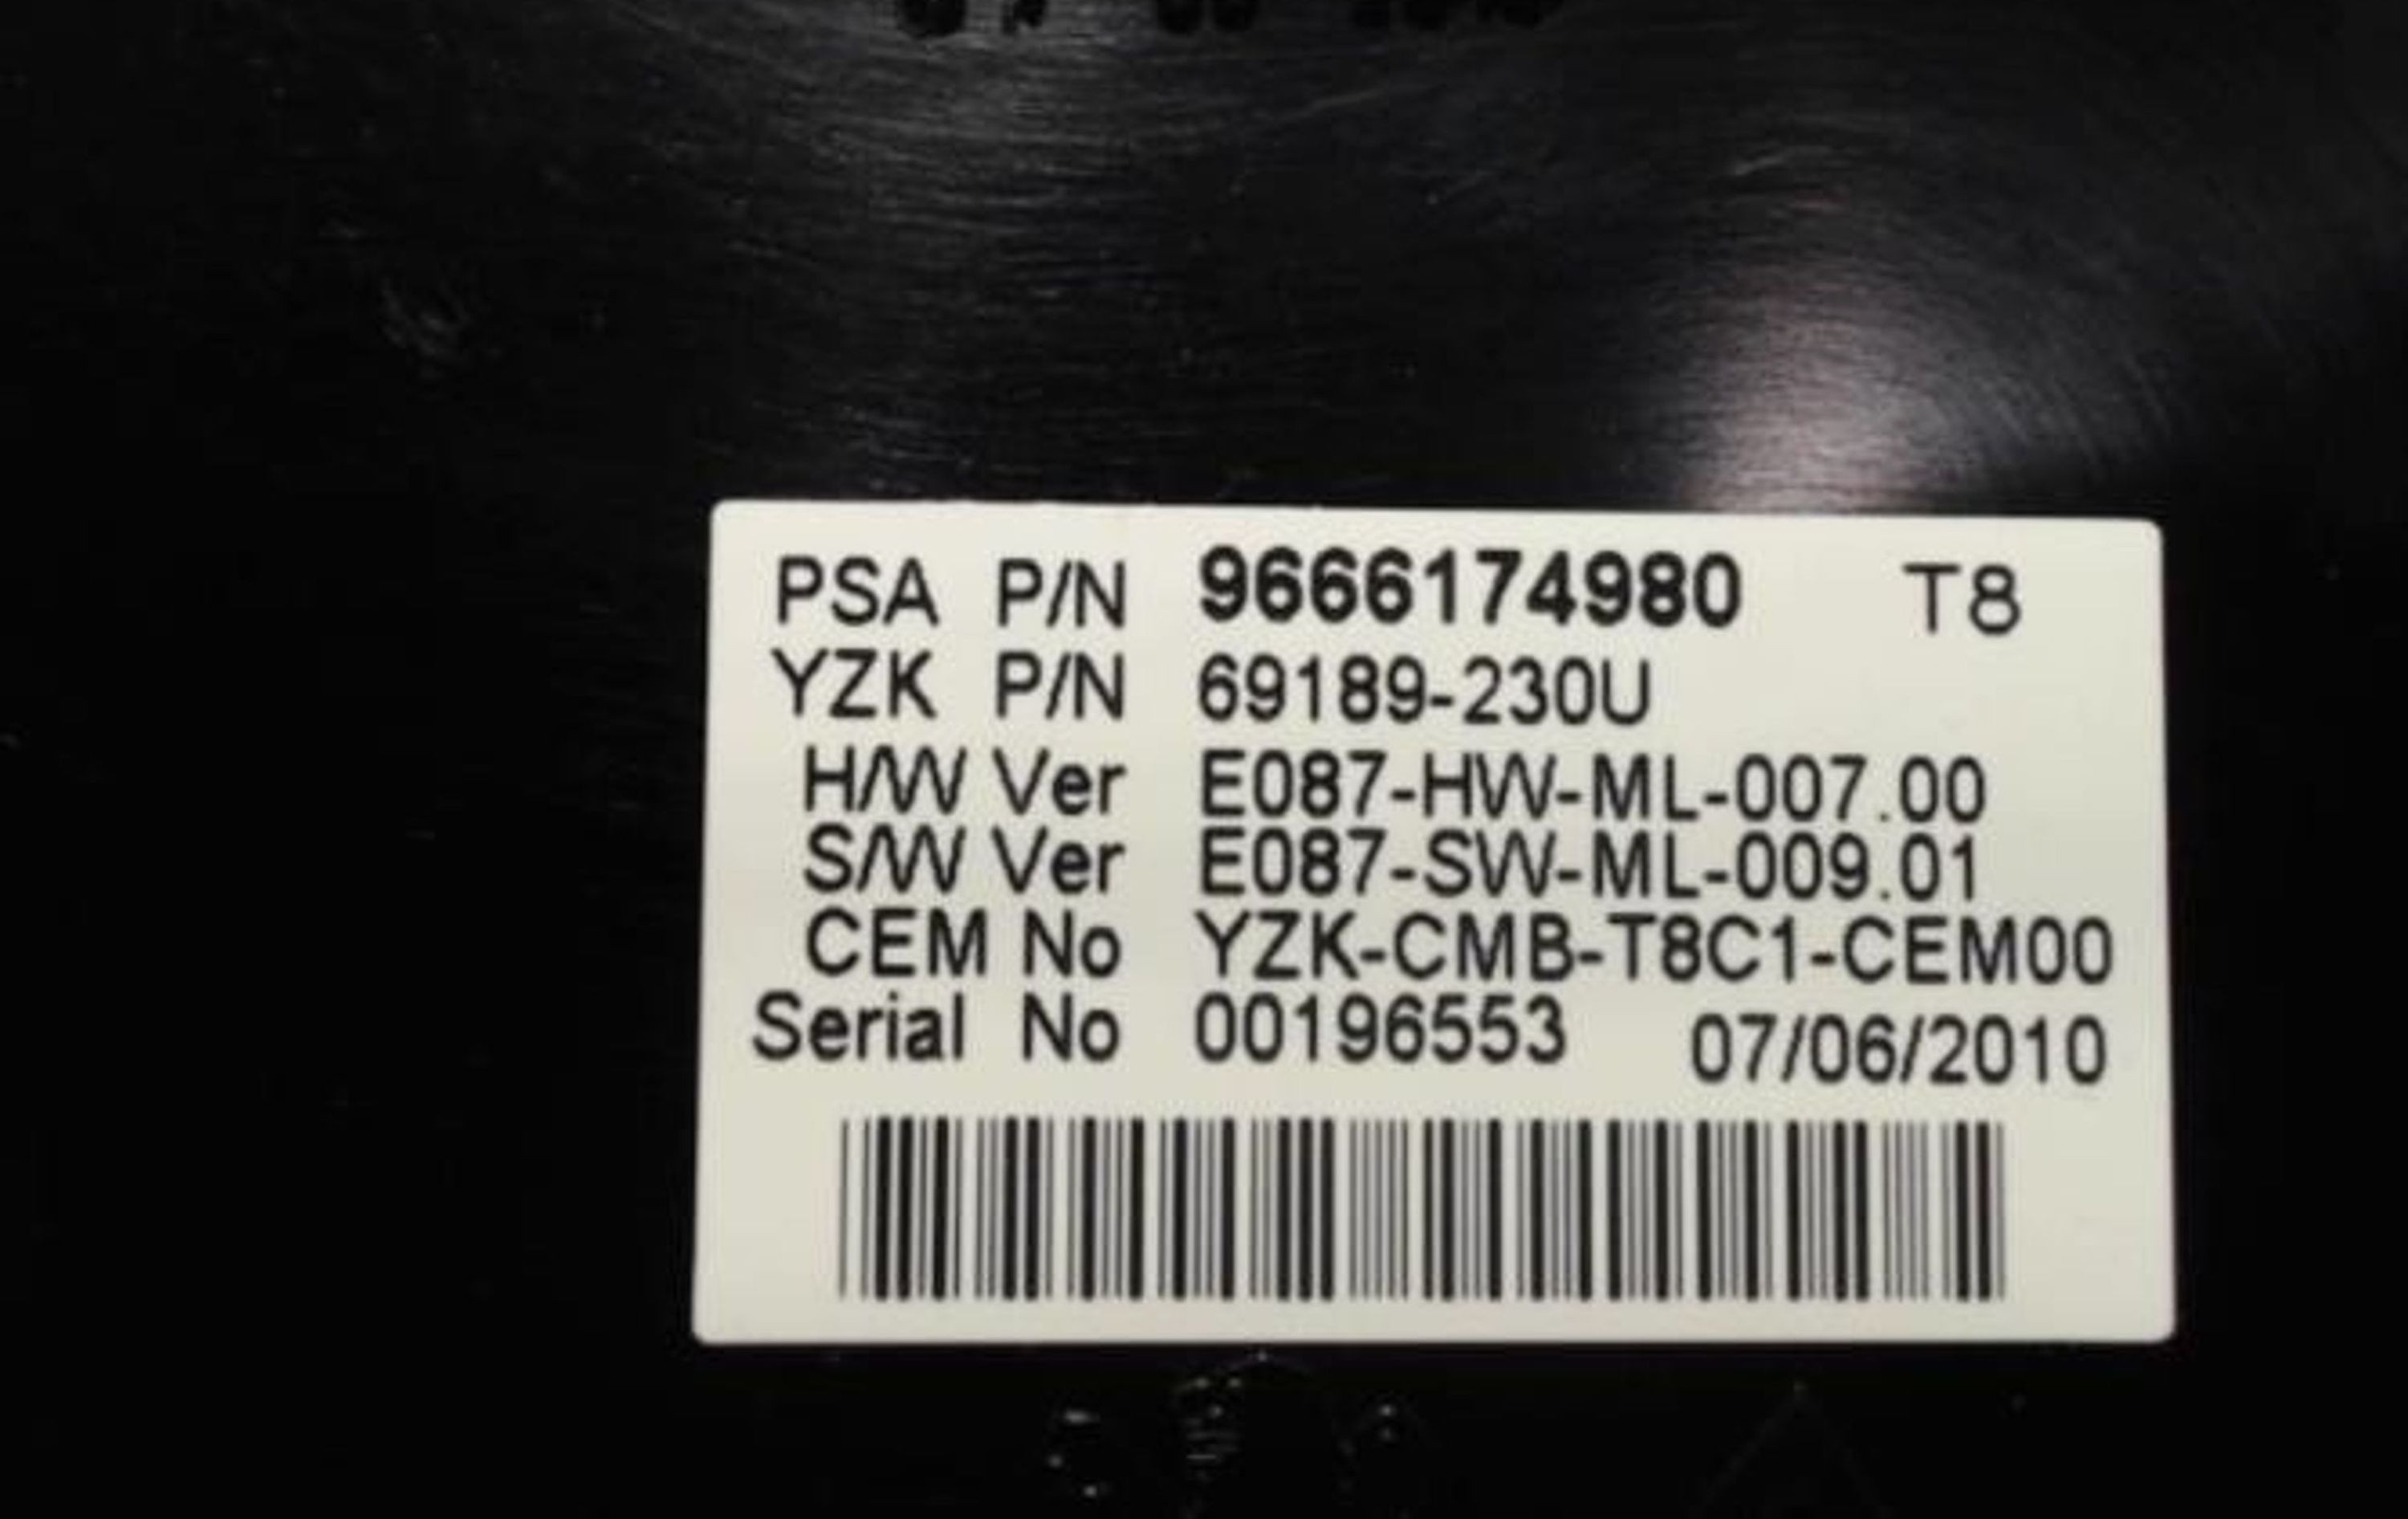 PSA P/N 9666174980 T8
YZK P/N 69189-230U
H/W Ver E087-HW-ML-007.00
S/W Ver E087-SW-ML-009.01
CEM No YZK-CMB-T8C1-CEM00
Serial No 00196553 07/06/2010